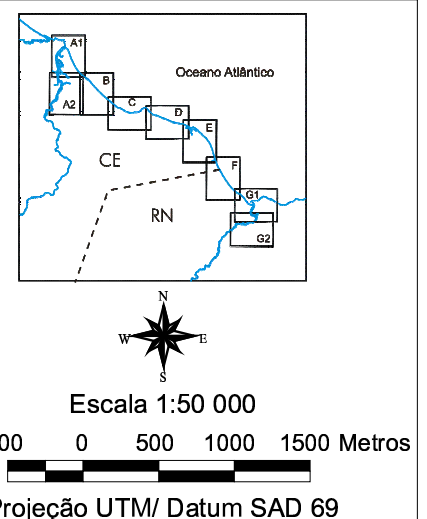 A1
Oceano Atlântico
B
A2
C
D
E
CE
F
G1
RN
G2
N
W E
S
Escala 1:50 000
00 0 500 1000 1500 Metros
Projeção UTM/ Datum SAD 69